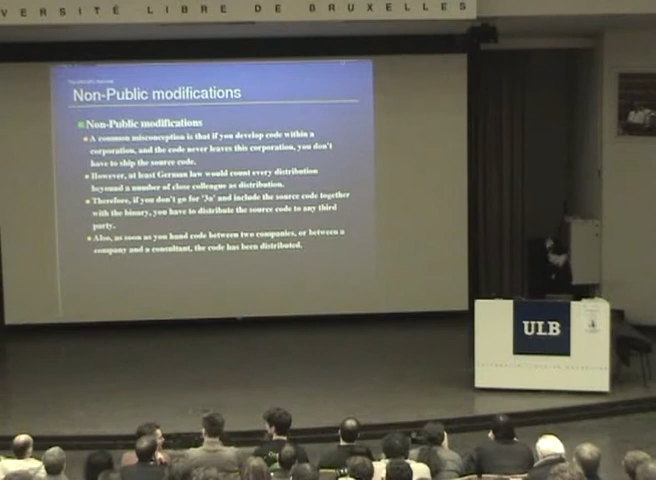 VERSITÉ LIBRE DE BRUXELLES
Non-Public modifications
Non-Public modifications
A common misconception is that if you develop code within a
corporation, and the code never leaves this corporation, you don't
have to ship the source code.
However, at least German law would count every distribution
beyond a number of close colleague as distribution.
Therefore, if you don't go for '3a' and include the source code together
with the binary, you have to distribute the source code to any third
party.
Also, as soon as you hand code between two companies, or between a
company and a consultant, the code has been distributed.
ULB